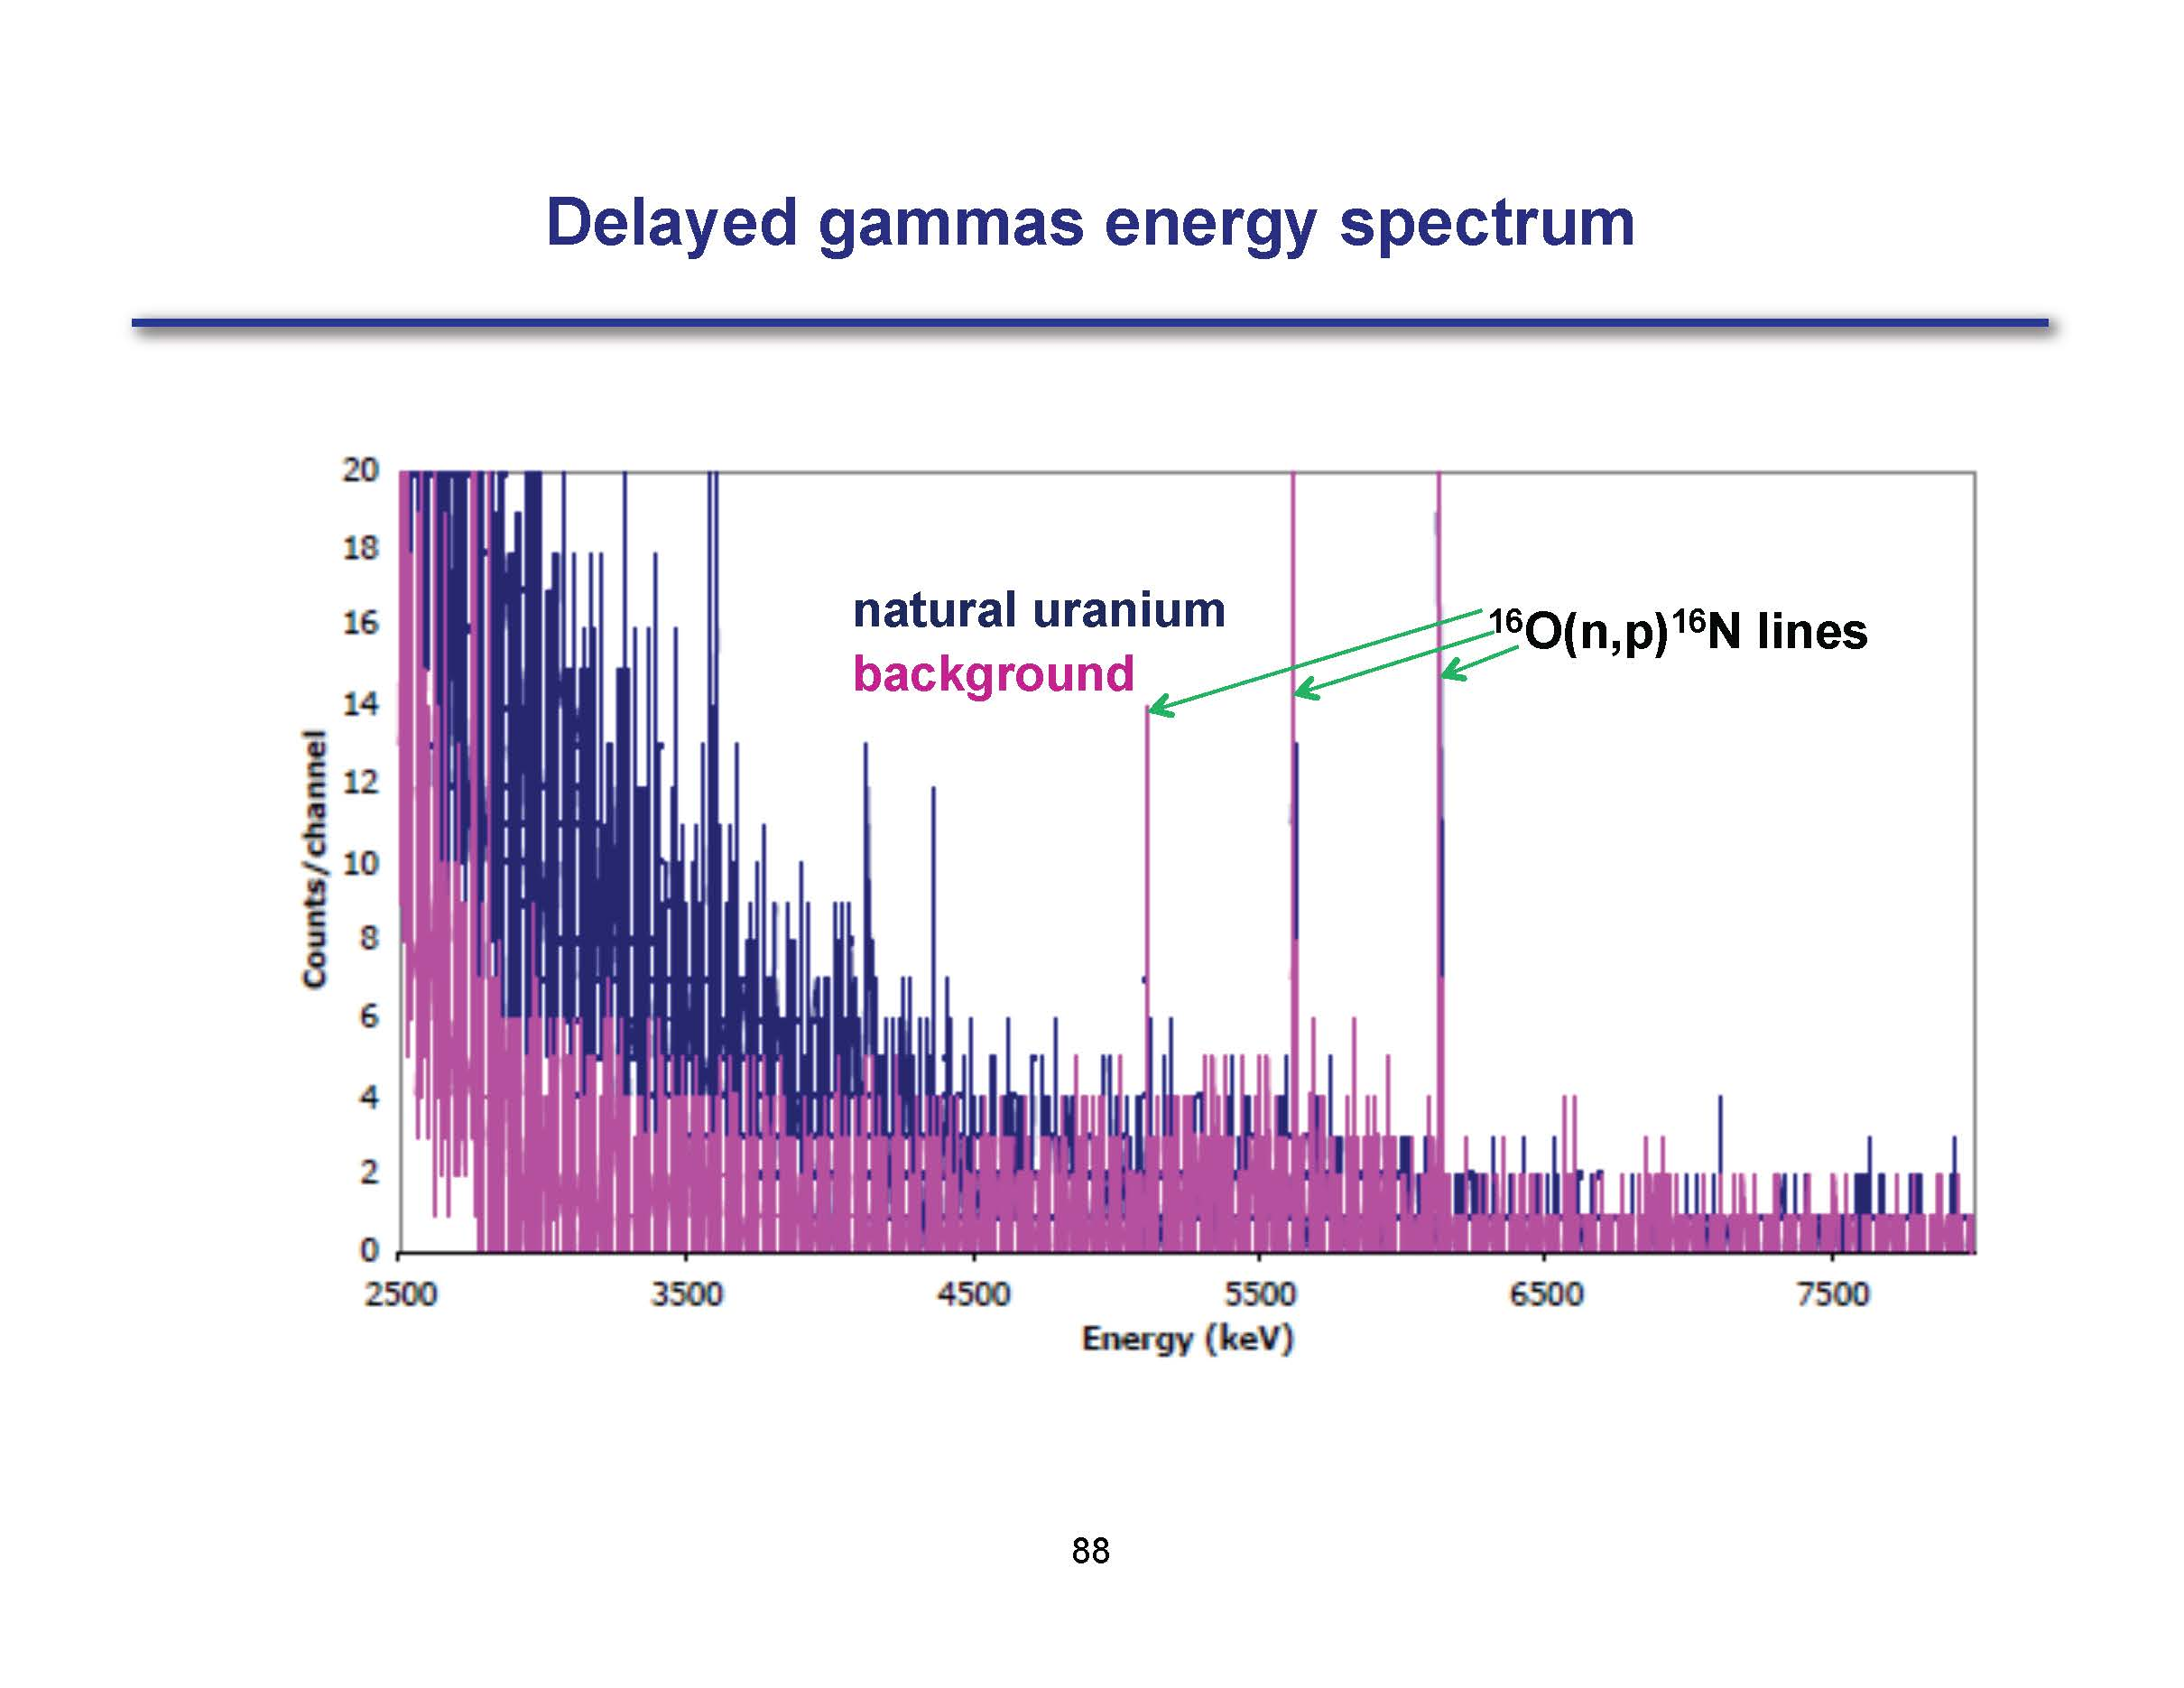 Delayed gammas energy spectrum
20
18
16
14
12
10
8
6
4
2
0
Counts/channel
natural uranium
background
¹⁶O(n,p)¹⁶N lines
2500 3500 4500 5500 6500 7500
Energy (keV)
88